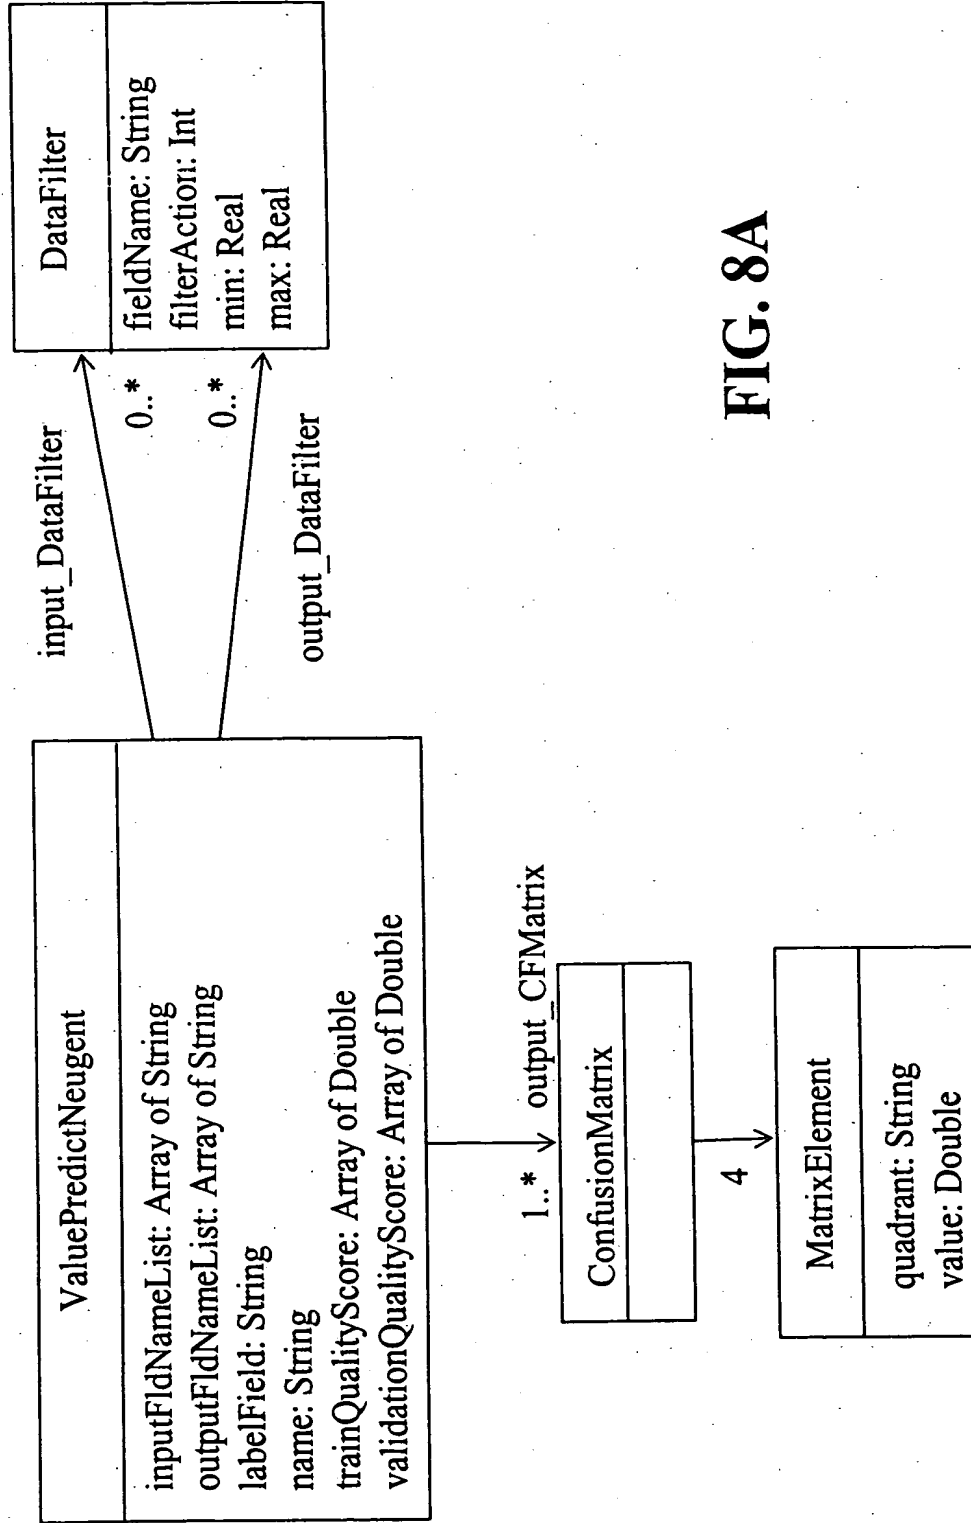 ValuePredictNeugent
inputFldNameList: Array of String
outputFldNameList: Array of String
labelField: String
name: String
trainQualityScore: Array of Double
validationQualityScore: Array of Double
input_DataFilter
0..*
0..*
output_DataFilter
DataFilter
fieldName: String
filterAction: Int
min: Real
max: Real
1..*
output_CFMatrix
ConfusionMatrix
4
MatrixElement
quadrant: String
value: Double
FIG. 8A